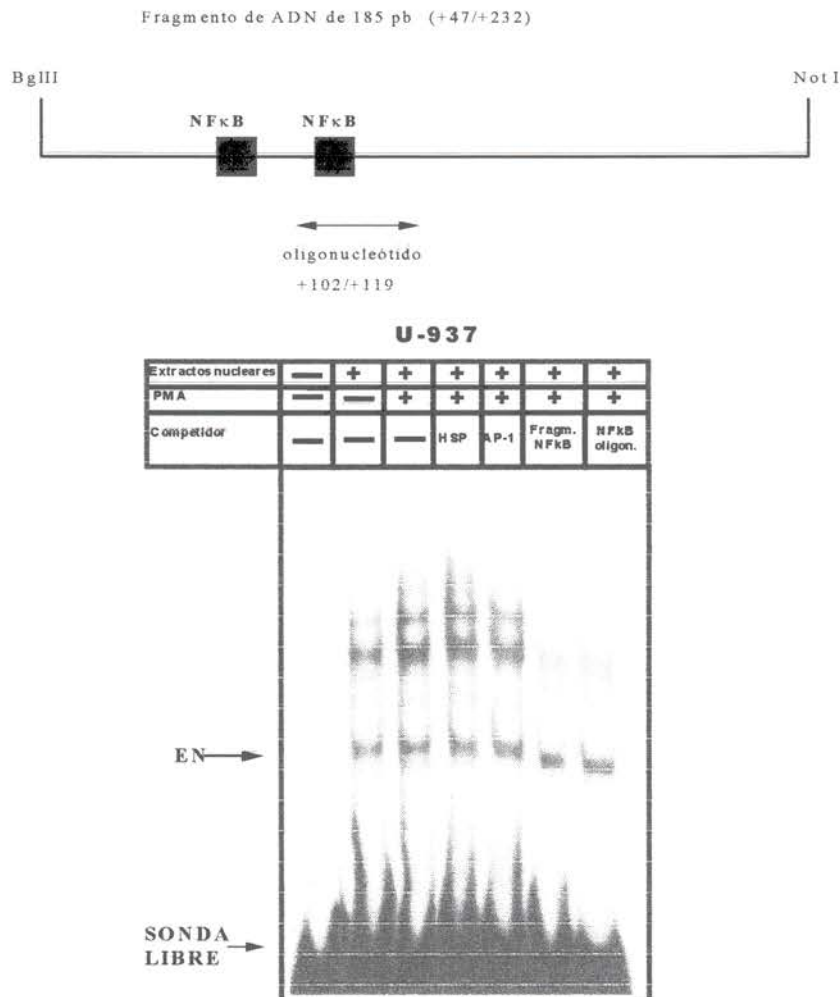 Fragmento de ADN de 185 pb (+47/+232)
BglII NotI
NFκB NFκB
oligonucleótido
+102/+119
U-937
Extractos nucleares — + + + + + +
PMA — — + + + + +
Competidor — — — HSP AP-1 Fragm. NFkB NFkB oligon.
EN
SONDA
LIBRE